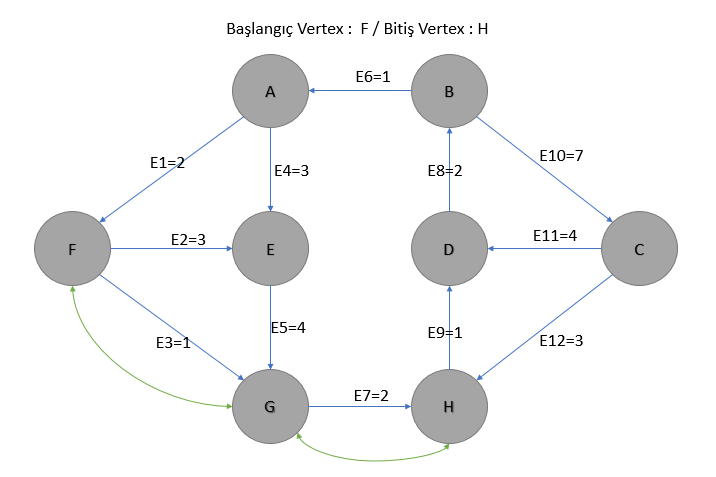 Başlangıç Vertex :  F / Bitiş Vertex : H
E6=1
A
B
E1=2
E4=3
E8=2
E10=7
F
E2=3
E
D
E11=4
C
E3=1
E5=4
E9=1
E12=3
G
E7=2
H